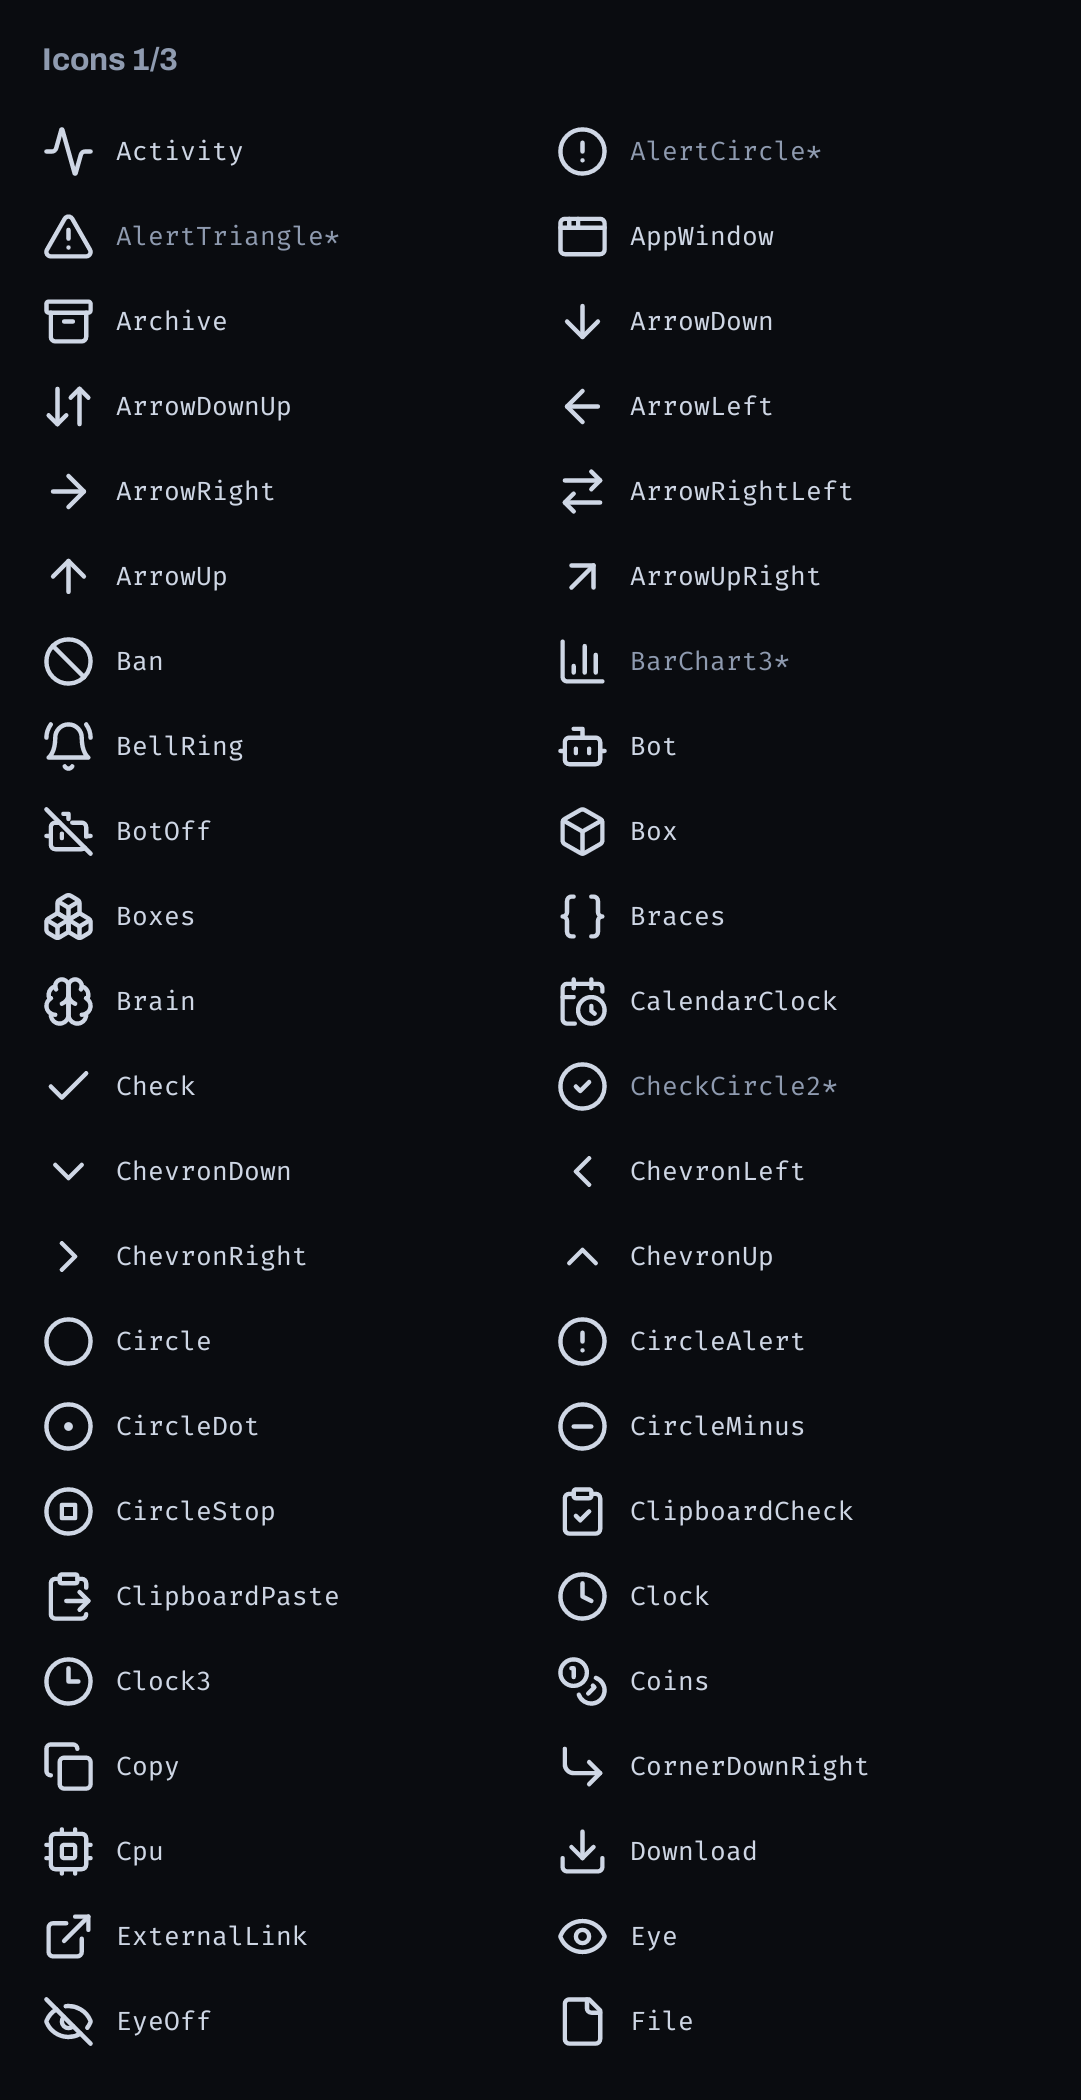 Icons 1/3
Activity
AlertCircle*
AlertTriangle*
AppWindow
Archive
ArrowDown
ArrowDownUp
ArrowLeft
ArrowRight
ArrowRightLeft
ArrowUp
ArrowUpRight
Ban
BarChart3*
BellRing
Bot
BotOff
Box
Boxes
Braces
Brain
CalendarClock
Check
CheckCircle2*
ChevronDown
ChevronLeft
ChevronRight
ChevronUp
Circle
CircleAlert
CircleDot
CircleMinus
CircleStop
ClipboardCheck
ClipboardPaste
Clock
Clock3
Coins
Copy
CornerDownRight
Cpu
Download
ExternalLink
Eye
EyeOff
File